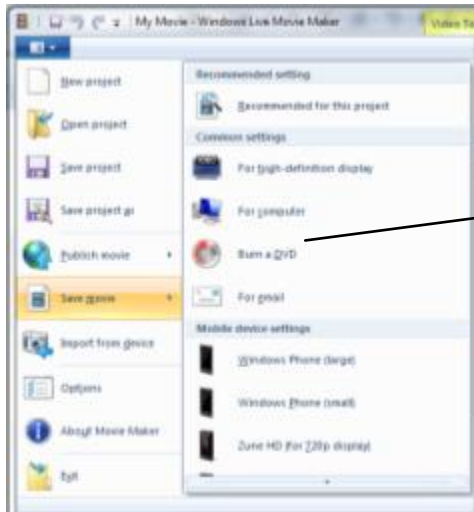 My Movie - Windows Live Movie Maker
Video To
New project
Open project
Save project
Save project as
Publish movie
Save movie
Import from device
Options
About Movie Maker
Exit
Recommended setting
Recommended for this project
Common settings
For high-definition display
For computer
Burn a DVD
For email
Mobile device settings
Windows Phone (large)
Windows Phone (small)
Zune HD (for 720p display)